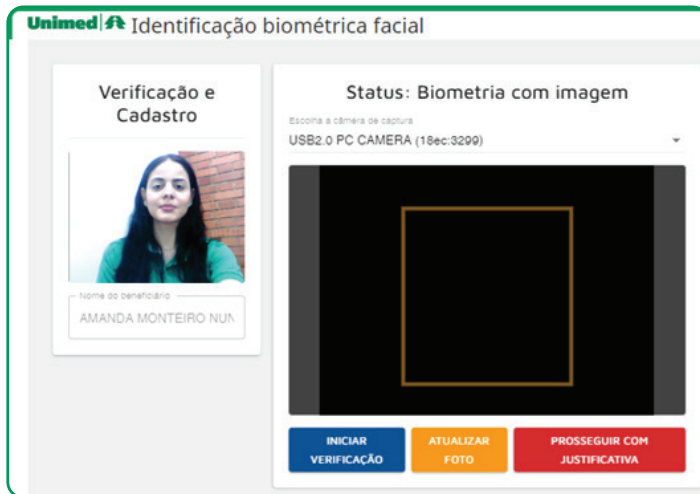 Unimed Identificação biométrica facial
Verificação e
Cadastro
Nome do beneficiário
AMANDA MONTEIRO NUN
Status: Biometria com imagem
Escolha a câmera de captura
USB2.0 PC CAMERA (18ec:3299)
INICIAR
VERIFICAÇÃO
ATUALIZAR
FOTO
PROSSEGUIR COM
JUSTIFICATIVA